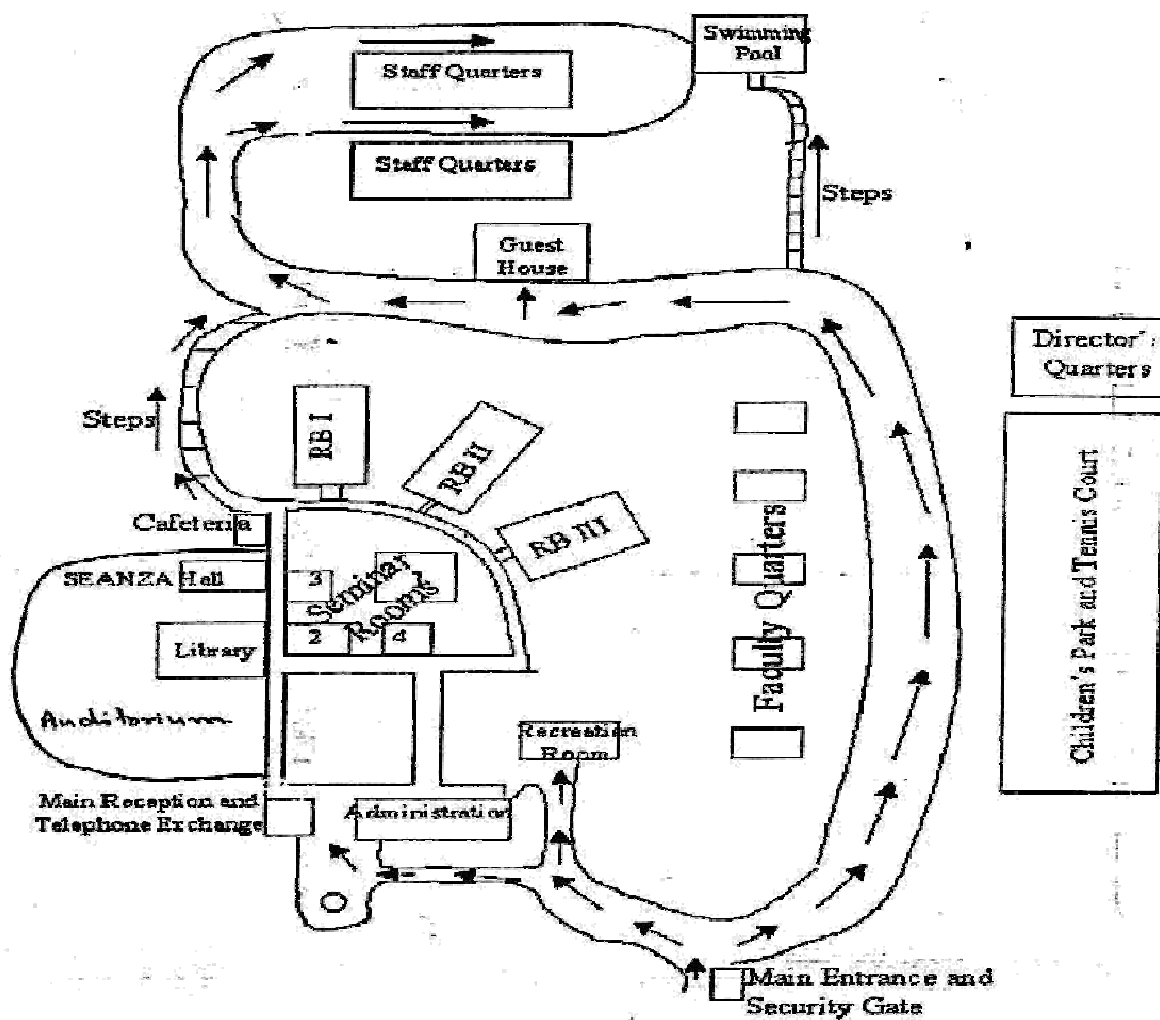 Swimming
Pool
Staff Quarters
Staff Quarters
Steps
Guest
House
Director's
Quarters
Steps
RB I
RB II
RB III
Cafeteria
SEANZA Hall
3
Seminar
Rooms
1
2
4
Library
Auditorium
Faculty Quarters
Children's Park and Tennis Court
Recreation
Room
Main Reception and
Telephone Exchange
Administration
Main Entrance and
Security Gate